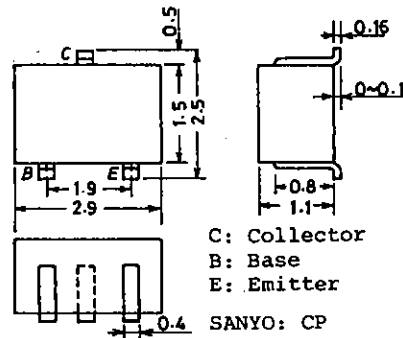 C
0.5
1.5
2.5
B
E
1.9
2.9
0.16
0~0.1
0.8
1.1
0.4
C: Collector
B: Base
E: Emitter
SANYO: CP